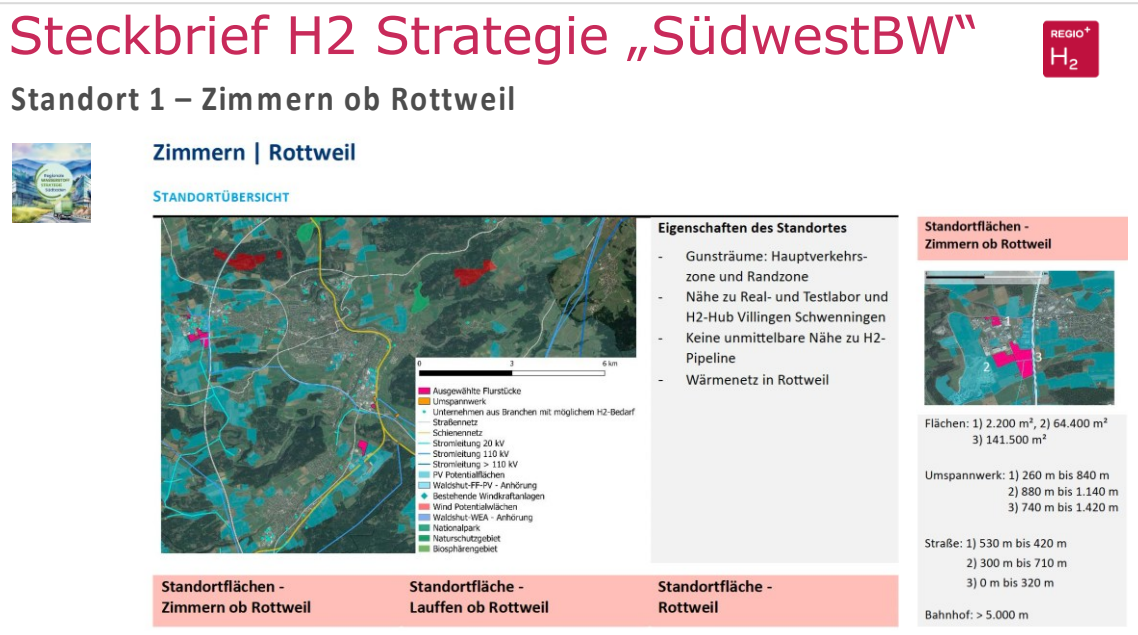 Steckbrief H2 Strategie „SüdwestBW“
REGIO+
H2
Standort 1 – Zimmern ob Rottweil
Zimmern | Rottweil
STANDORTÜBERSICHT
0 3 6 km
Ausgewählte Flurstücke
Umspannwerk
Unternehmen aus Branchen mit möglichem H2-Bedarf
Straßennetz
Schienennetz
Stromleitung 20 kV
Stromleitung 110 kV
Stromleitung > 110 kV
PV Potentialflächen
Waldshut-FF-PV - Anhörung
Bestehende Windkraftanlagen
Wind Potentialwlächen
Waldshut-WEA - Anhörung
Nationalpark
Naturschutzgebiet
Biosphärengebiet
Eigenschaften des Standortes
- Gunsträume: Hauptverkehrs-
zone und Randzone
- Nähe zu Real- und Testlabor und
H2-Hub Villingen Schwenningen
- Keine unmittelbare Nähe zu H2-
Pipeline
- Wärmenetz in Rottweil
Standortflächen -
Zimmern ob Rottweil
1
3
2
Flächen: 1) 2.200 m², 2) 64.400 m²
3) 141.500 m²
Umspannwerk: 1) 260 m bis 840 m
2) 880 m bis 1.140 m
3) 740 m bis 1.420 m
Straße: 1) 530 m bis 420 m
2) 300 m bis 710 m
3) 0 m bis 320 m
Bahnhof: > 5.000 m
Standortflächen -
Zimmern ob Rottweil
Standortfläche -
Lauffen ob Rottweil
Standortfläche -
Rottweil